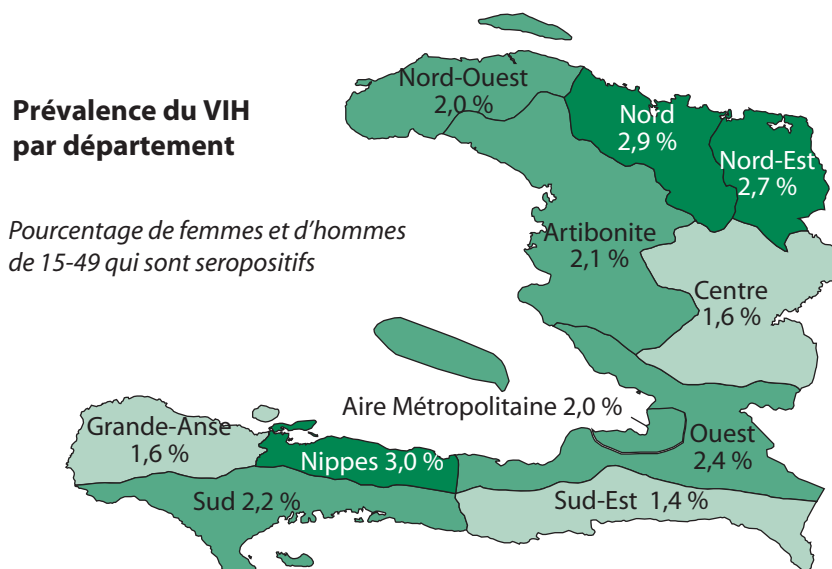 Prévalence du VIH
par département
Pourcentage de femmes et d'hommes
de 15-49 qui sont seropositifs
Nord-Ouest
2,0 %
Nord
2,9 %
Nord-Est
2,7 %
Artibonite
2,1 %
Centre
1,6 %
Aire Métropolitaine 2,0 %
Grande-Anse
1,6 %
Nippes 3,0 %
Ouest
2,4 %
Sud 2,2 %
Sud-Est 1,4%